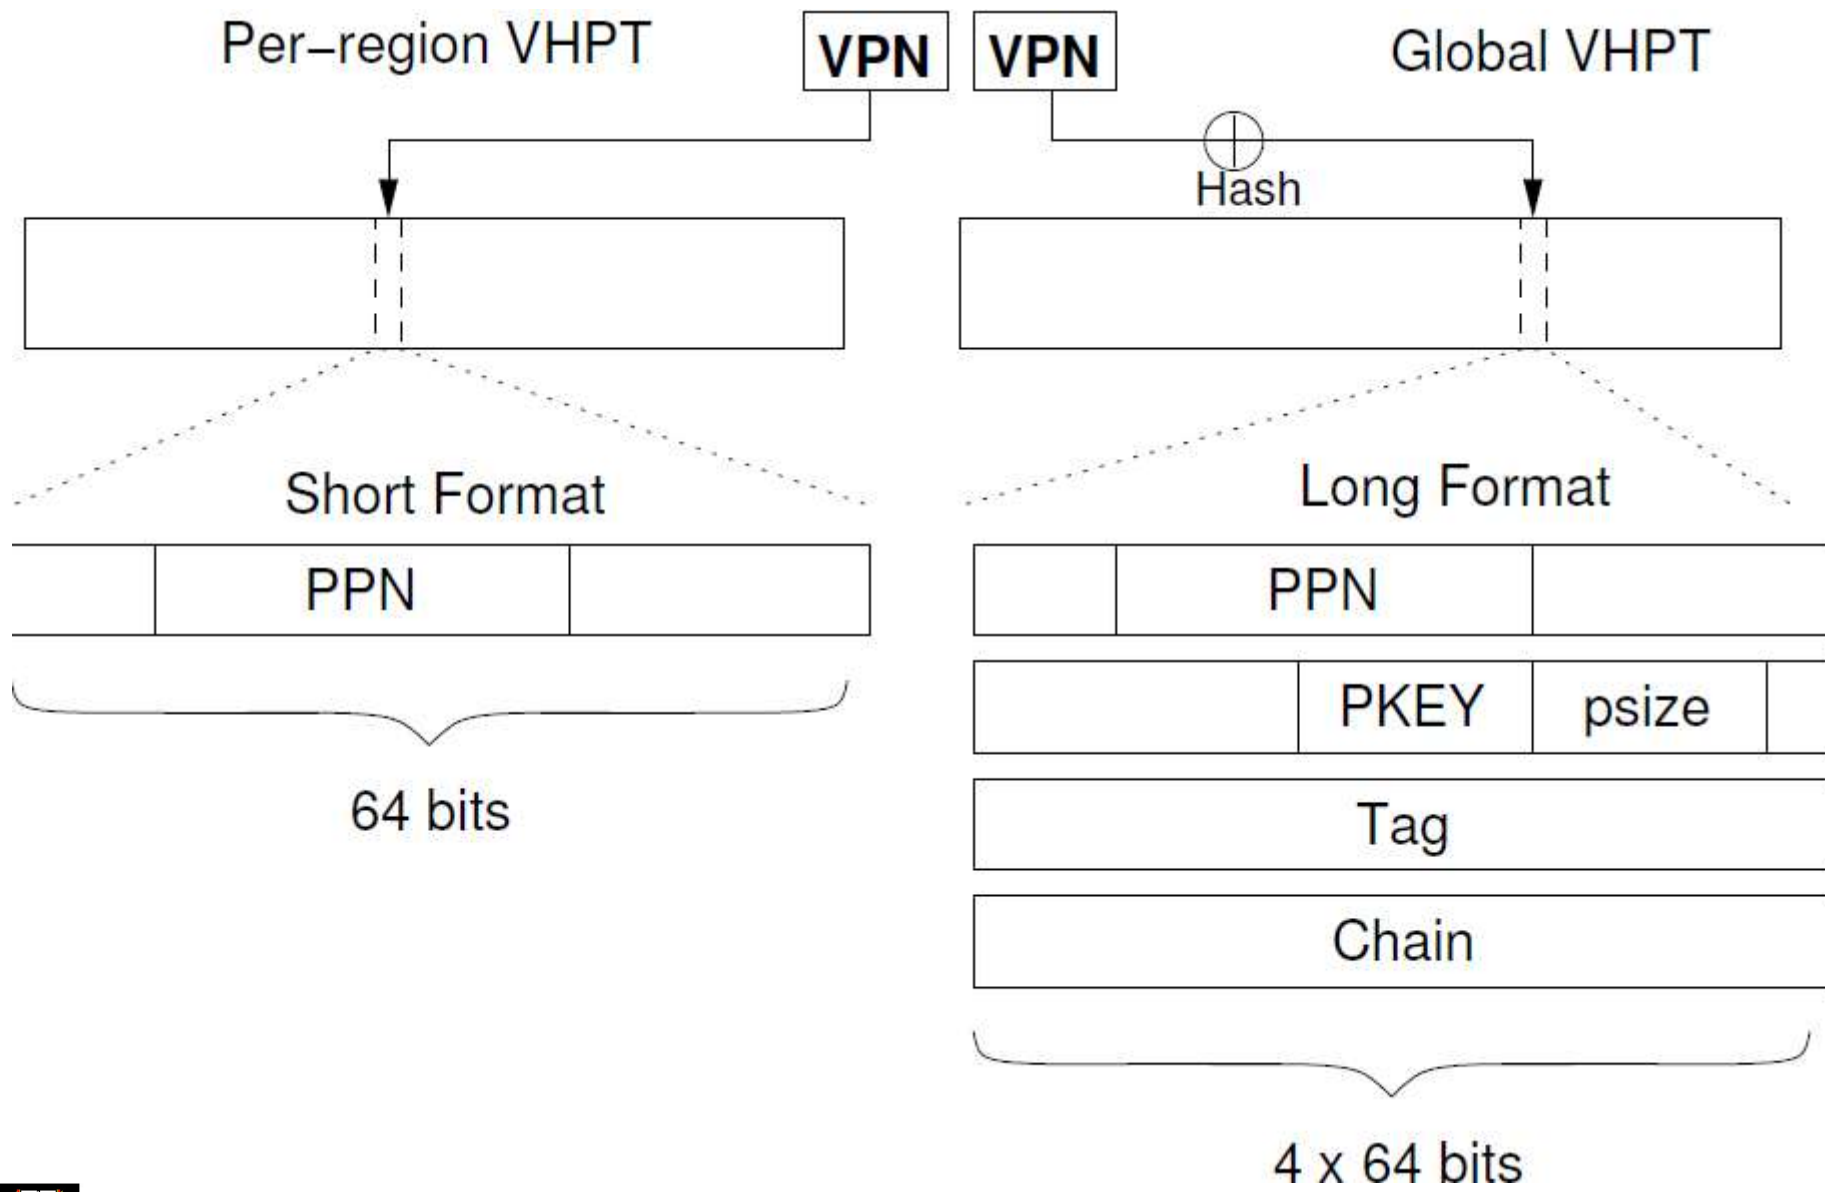 Per–region VHPT
VPN
VPN
Global VHPT
Hash
Short Format
Long Format
PPN
PPN
PKEY
psize
64 bits
Tag
Chain
4 x 64 bits